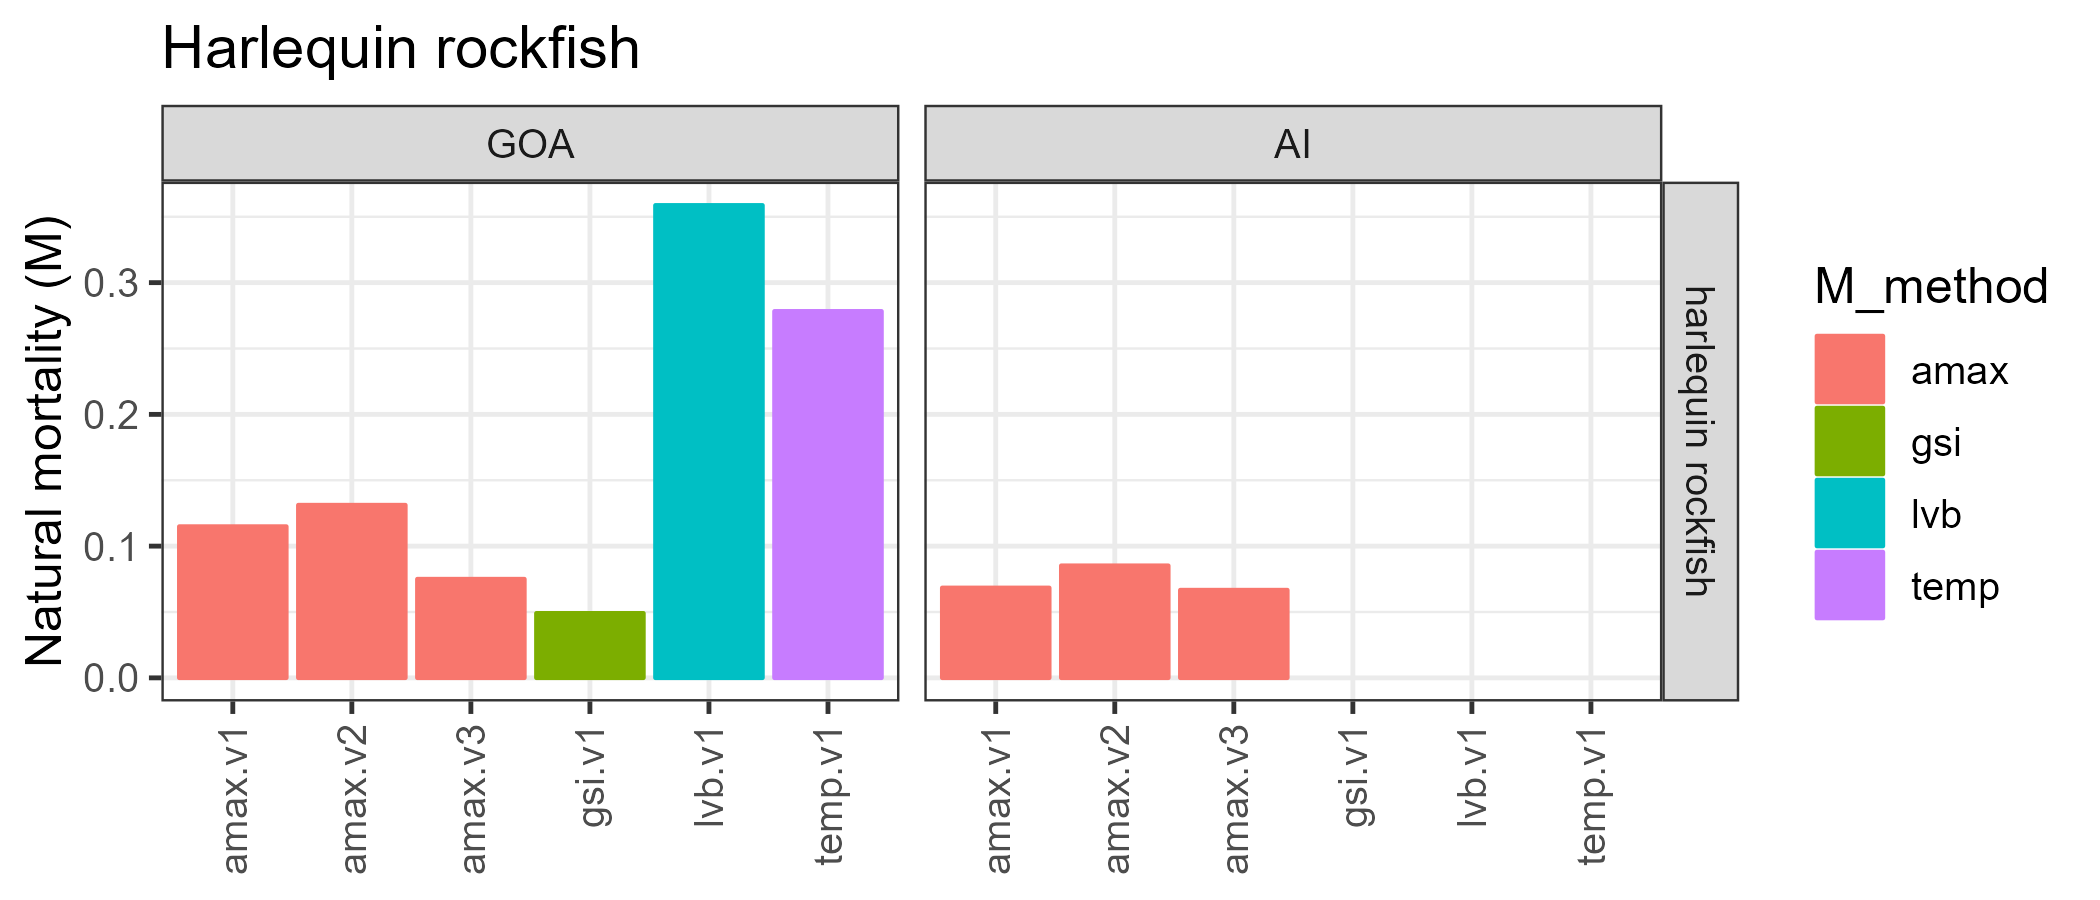 Harlequin rockfish
GOA
AI
Natural mortality (M)
0.3
0.2
0.1
0.0
harlequin rockfish
amax.v1
amax.v2
amax.v3
gsi.v1
lvb.v1
temp.v1
amax.v1
amax.v2
amax.v3
gsi.v1
lvb.v1
temp.v1
M_method
amax
gsi
lvb
temp